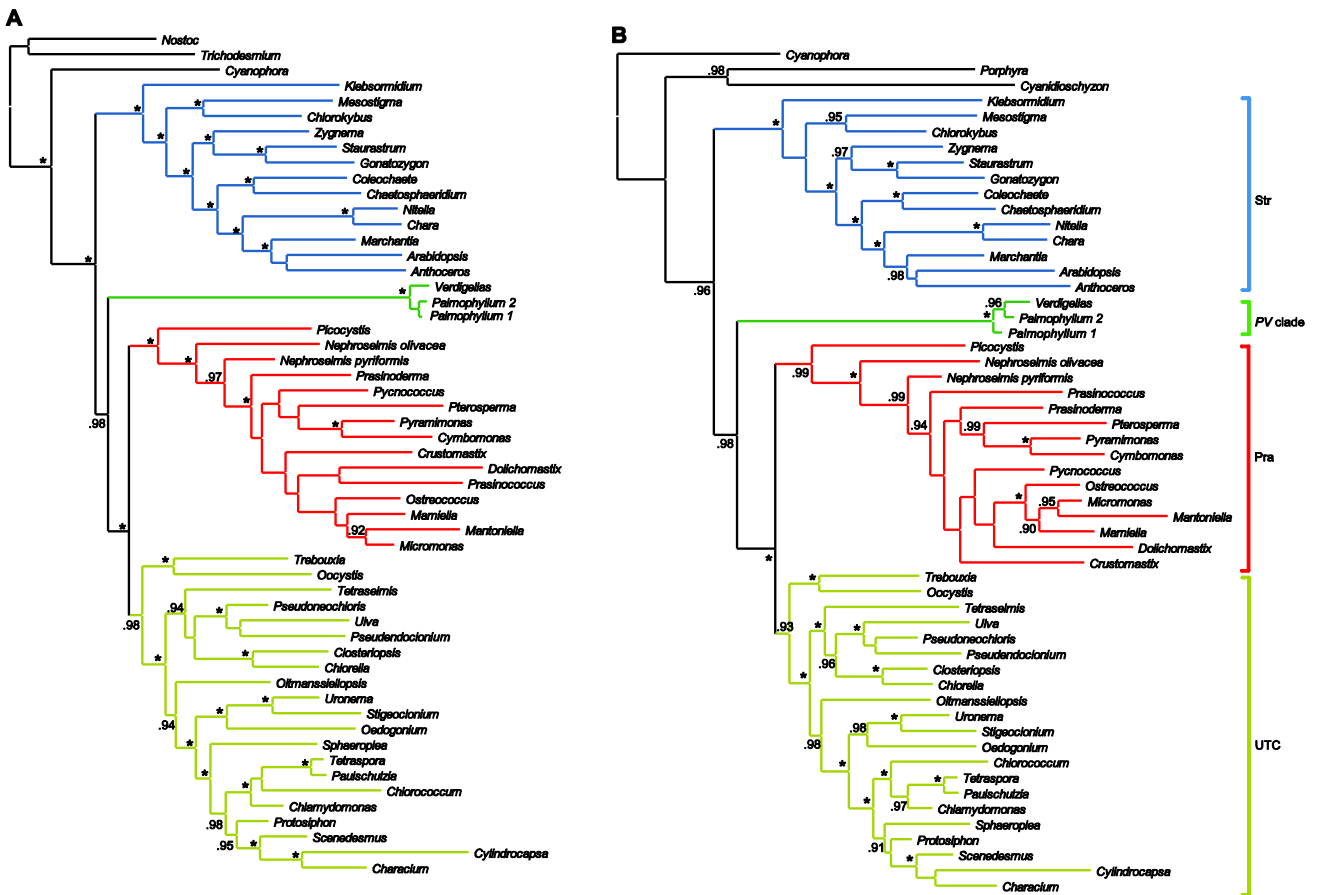 A
Nostoc
Trichodesmium
Cyanophora
Klebsormidium
*
Mesostigma
*
Chlorokybus
*
Zygnema
*
Staurastrum
*
Gonatozygon
*
*
Coleochaete
*
Chaetosphaeridium
*
Nitella
*
Chara
*
Marchantia
*
Arabidopsis
Anthoceros
*
Verdigellas
*
Palmophyllum 2
Palmophyllum 1
Picocystis
*
Nephroselmis olivacea
*
Nephroselmis pyriformis
.97
Prasinoderma
*
Pycnococcus
Pterosperma
Pyramimonas
*
Cymbomonas
.98
Crustomastix
Dolichomastix
Prasinococcus
Ostreococcus
Mamiella
.92
Mantoniella
Micromonas
*
Trebouxia
*
Oocystis
Tetraselmis
.94
Pseudoneochloris
*
Ulva
.98
Pseudendoclonium
Closteriopsis
*
*
Chlorella
Oltmanssiellopsis
Uronema
*
Stigeoclonium
*
.94
Oedogonium
*
Sphaeroplea
Tetraspora
*
Paulschulzia
*
*
Chlorococcum
Chlamydomonas
.98
Protosiphon
Scenedesmus
.95
*
Cylindrocapsa
*
Characium
B
Cyanophora
.98
Porphyra
Cyanidioschyzon
Klebsormidium
*
Mesostigma
.95
Chlorokybus
Zygnema
.97
Staurastrum
*
Gonatozygon
*
Coleochaete
*
Chaetosphaeridium
*
Nitella
*
Chara
*
Marchantia
Arabidopsis
.98
Anthoceros
Str
.96
Verdigellas
.96
Palmophyllum 2
*
Palmophyllum 1
PV clade
Picocystis
.99
Nephroselmis olivacea
*
Nephroselmis pyriformis
.99
Prasinococcus
.94
Prasinoderma
Pterosperma
.99
Pyramimonas
*
Cymbomonas
.98
Pycnococcus
Ostreococcus
*
Micromonas
.95
Mantoniella
.90
Mamiella
Dolichomastix
Crustomastix
Pra
*
Trebouxia
*
Oocystis
Tetraselmis
.93
*
Ulva
*
Pseudoneochloris
Pseudendoclonium
.96
Closteriopsis
*
Chlorella
*
Oltmanssiellopsis
Uronema
*
Stigeoclonium
.98
.98
Oedogonium
*
Chlorococcum
*
Tetraspora
*
Paulschulzia
*
.97
Chlamydomonas
Sphaeroplea
Protosiphon
.91
Scenedesmus
*
Cylindrocapsa
Characium
UTC